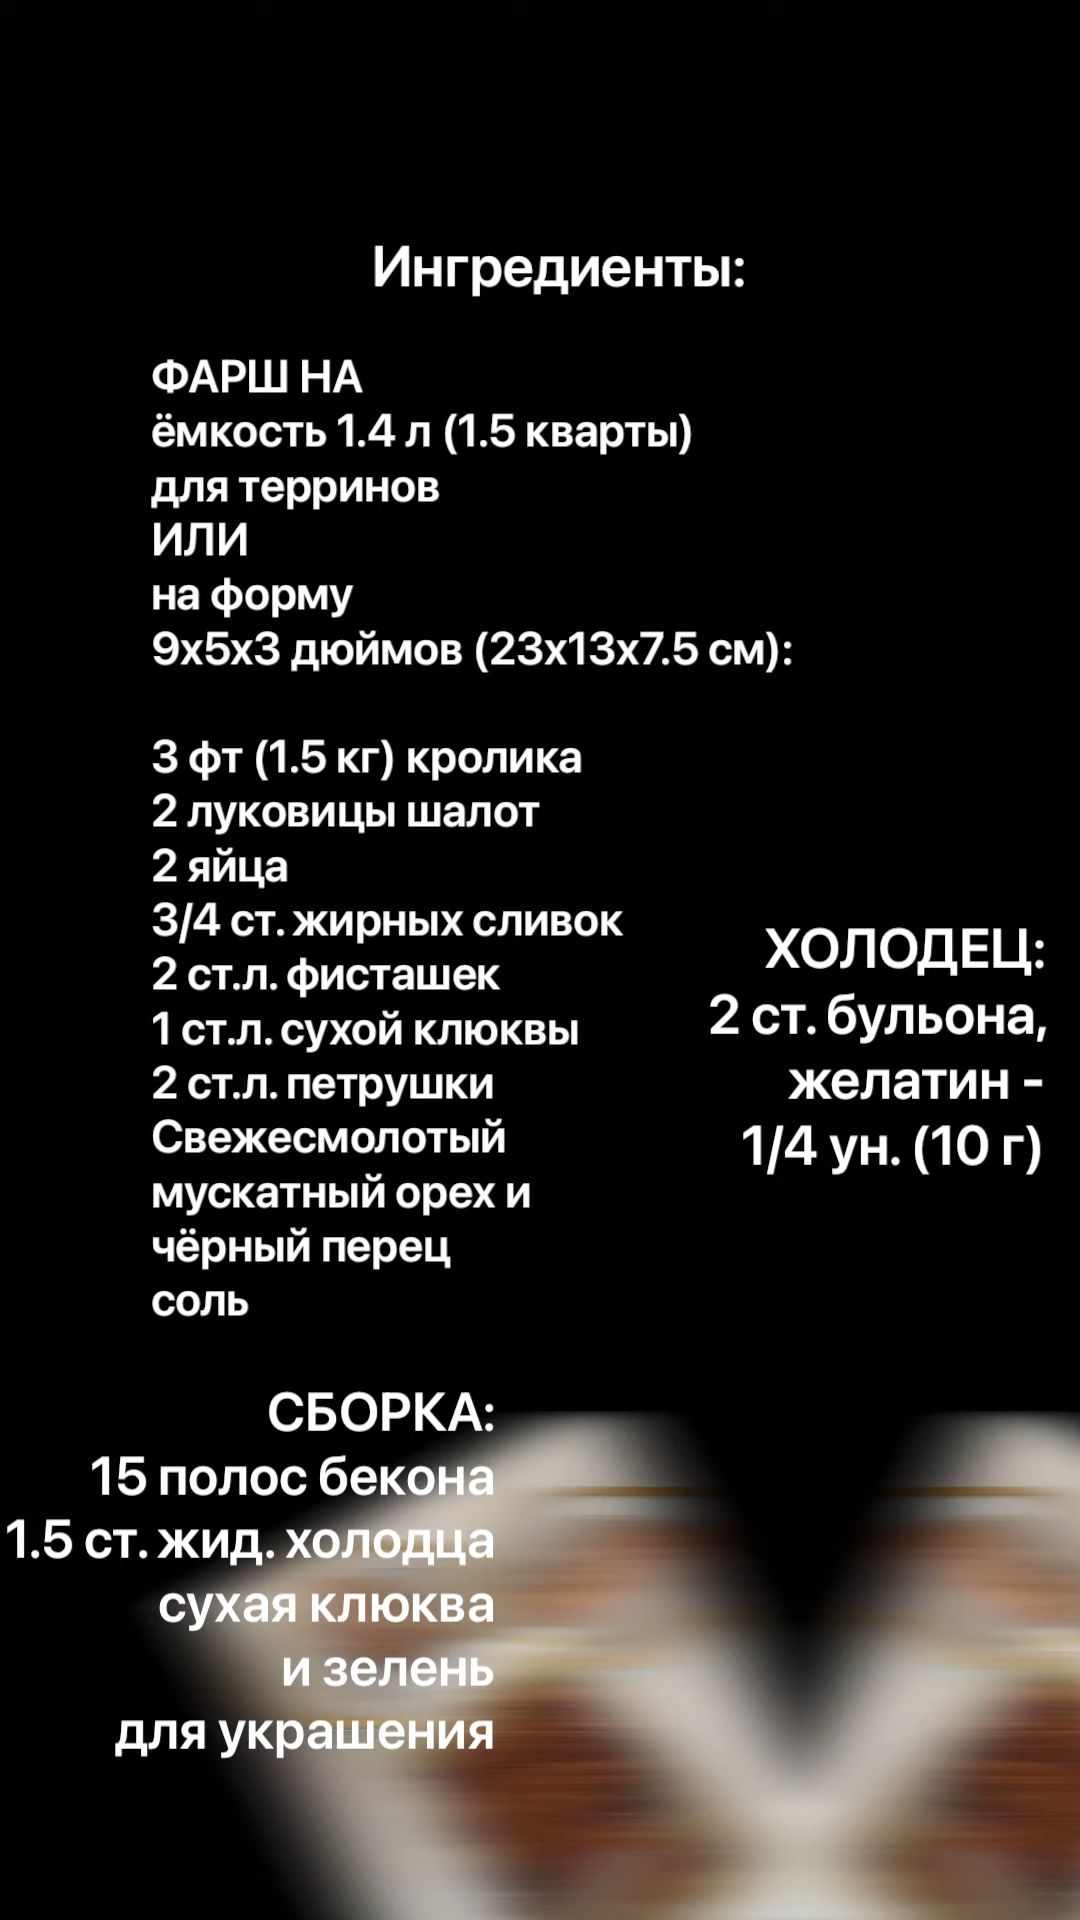 Ингредиенты:
ФАРШ НА
ёмкость 1.4 л (1.5 кварты)
для терринов
ИЛИ
на форму
9х5х3 дюймов (23х13х7.5 см):
3 фт (1.5 кг) кролика
2 луковицы шалот
2 яйца
3/4 ст. жирных сливок
2 ст.л. фисташек
1 ст.л. сухой клюквы
2 ст.л. петрушки
Свежесмолотый
мускатный орех и
чёрный перец
соль
ХОЛОДЕЦ:
2 ст. бульона,
желатин -
1/4 ун. (10 г)
СБОРКА:
15 полос бекона
1.5 ст. жид. холодца
сухая клюква
и зелень
для украшения